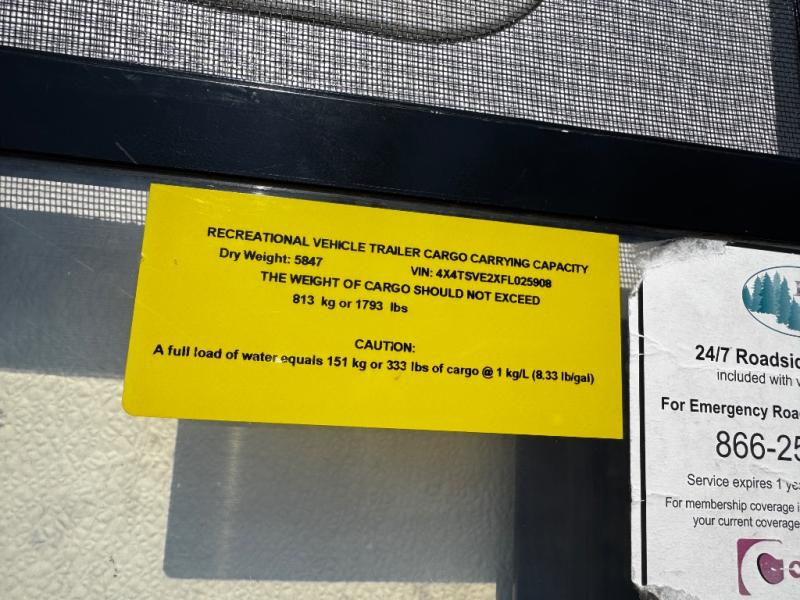 RECREATIONAL VEHICLE TRAILER CARGO CARRYING CAPACITY
Dry Weight: 5847 VIN: 4X4TSVE2XFL025908
THE WEIGHT OF CARGO SHOULD NOT EXCEED
813 kg or 1793 lbs
CAUTION:
A full load of water equals 151 kg or 333 lbs of cargo @ 1 kg/L (8.33 lb/gal)
24/7
included with
For Emergency
866-25
Service expires 1
For membership coverage
your current coverage